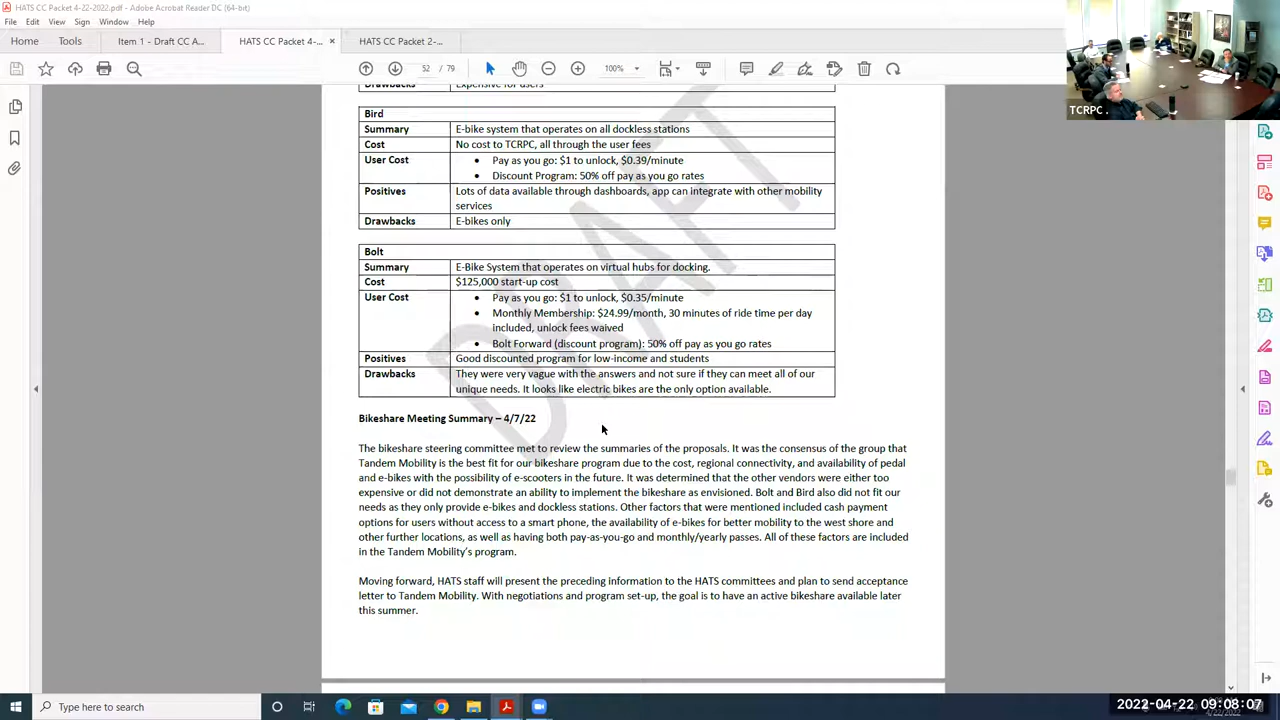 HATS CC Packet 4-22-2022.pdf - Adobe Acrobat Reader DC (64-bit)
File Edit View Sign Window Help
Home Tools Item 1 - Draft CC A... HATS CC Packet 4-... × HATS CC Packet 2-...
52 / 79 100%
TCRPC .
Drawbacks Expensive for users
Bird
Summary E-bike system that operates on all dockless stations
Cost No cost to TCRPC, all through the user fees
User Cost • Pay as you go: $1 to unlock, $0.39/minute
• Discount Program: 50% off pay as you go rates
Positives Lots of data available through dashboards, app can integrate with other mobility
services
Drawbacks E-bikes only
Bolt
Summary E-Bike System that operates on virtual hubs for docking.
Cost $125,000 start-up cost
User Cost • Pay as you go: $1 to unlock, $0.35/minute
• Monthly Membership: $24.99/month, 30 minutes of ride time per day
included, unlock fees waived
• Bolt Forward (discount program): 50% off pay as you go rates
Positives Good discounted program for low-income and students
Drawbacks They were very vague with the answers and not sure if they can meet all of our
unique needs. It looks like electric bikes are the only option available.
DRAFT
Bikeshare Meeting Summary – 4/7/22
The bikeshare steering committee met to review the summaries of the proposals. It was the consensus of the group that
Tandem Mobility is the best fit for our bikeshare program due to the cost, regional connectivity, and availability of pedal
and e-bikes with the possibility of e-scooters in the future. It was determined that the other vendors were either too
expensive or did not demonstrate an ability to implement the bikeshare as envisioned. Bolt and Bird also did not fit our
needs as they only provide e-bikes and dockless stations. Other factors that were mentioned included cash payment
options for users without access to a smart phone, the availability of e-bikes for better mobility to the west shore and
other further locations, as well as having both pay-as-you-go and monthly/yearly passes. All of these factors are included
in the Tandem Mobility's program.
Moving forward, HATS staff will present the preceding information to the HATS committees and plan to send acceptance
letter to Tandem Mobility. With negotiations and program set-up, the goal is to have an active bikeshare available later
this summer.
Type here to search
2022-04-22 09:08:07